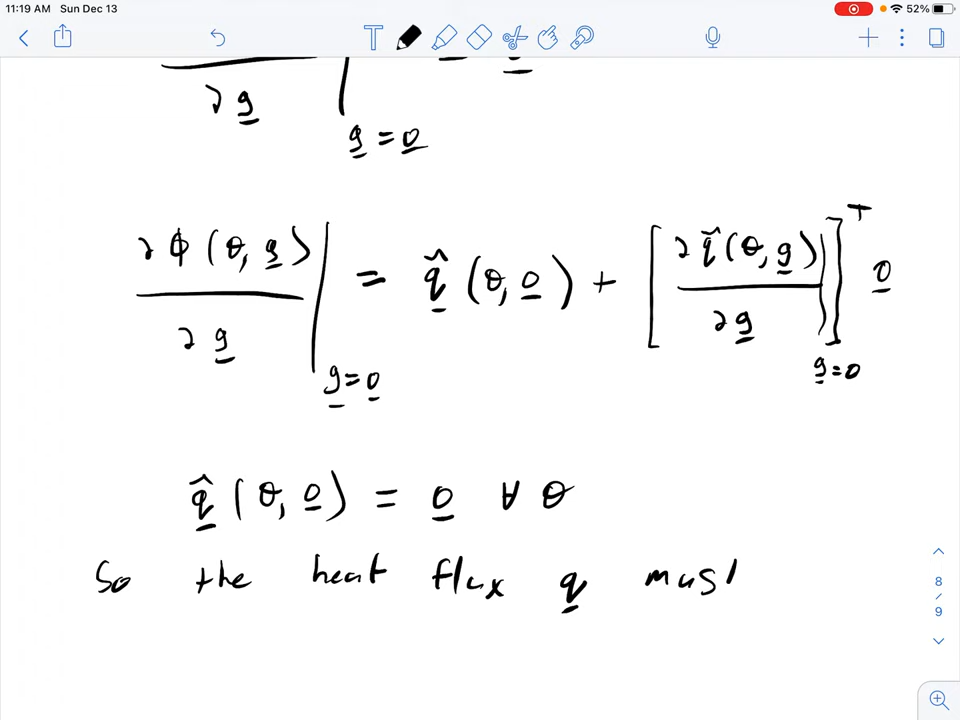 11:19 AM Sun Dec 13 52%
∂g
g = 0
∂ϕ(θ, g) / ∂g |g=0 = q̂(θ, 0) + [∂q̂(θ, g) / ∂g]ᵀ g=0 0
q̂(θ, 0) = 0 ∀ θ
So the heat flux q must
8
/
9